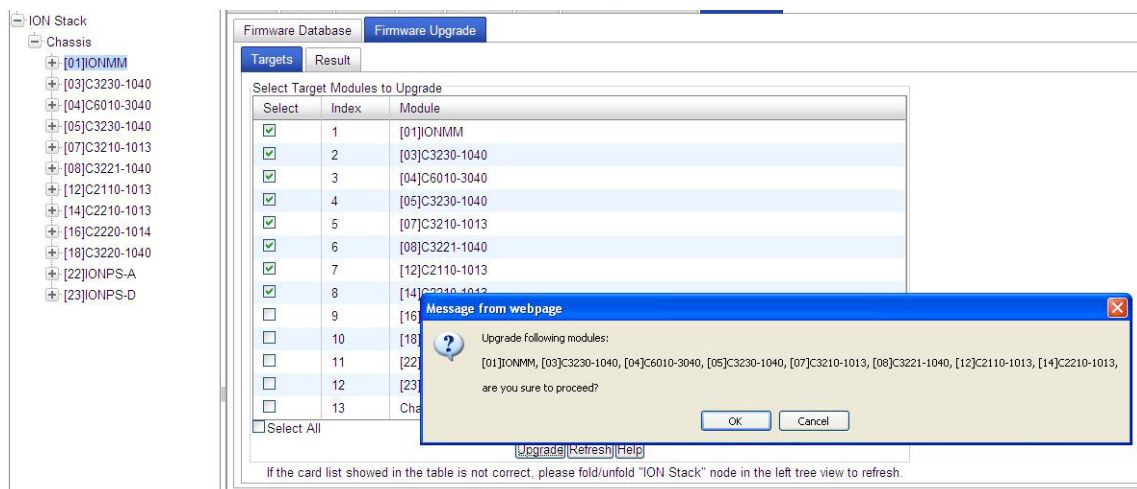 ION Stack
Chassis
[01]IONMM
[03]C3230-1040
[04]C6010-3040
[05]C3230-1040
[07]C3210-1013
[08]C3221-1040
[12]C2110-1013
[14]C2210-1013
[16]C2220-1014
[18]C3220-1040
[22]IONPS-A
[23]IONPS-D
Firmware Database Firmware Upgrade
Targets Result
Select Target Modules to Upgrade
Select Index Module
1 [01]IONMM
2 [03]C3230-1040
3 [04]C6010-3040
4 [05]C3230-1040
5 [07]C3210-1013
6 [08]C3221-1040
7 [12]C2110-1013
8 [14]C2210-1013
9 [16]
10 [18]
11 [22]
12 [23]
13 Cha
Message from webpage
Upgrade following modules:
[01]IONMM, [03]C3230-1040, [04]C6010-3040, [05]C3230-1040, [07]C3210-1013, [08]C3221-1040, [12]C2110-1013, [14]C2210-1013,
are you sure to proceed?
OK Cancel
Select All
Upgrade Refresh Help
If the card list showed in the table is not correct, please fold/unfold "ION Stack" node in the left tree view to refresh.